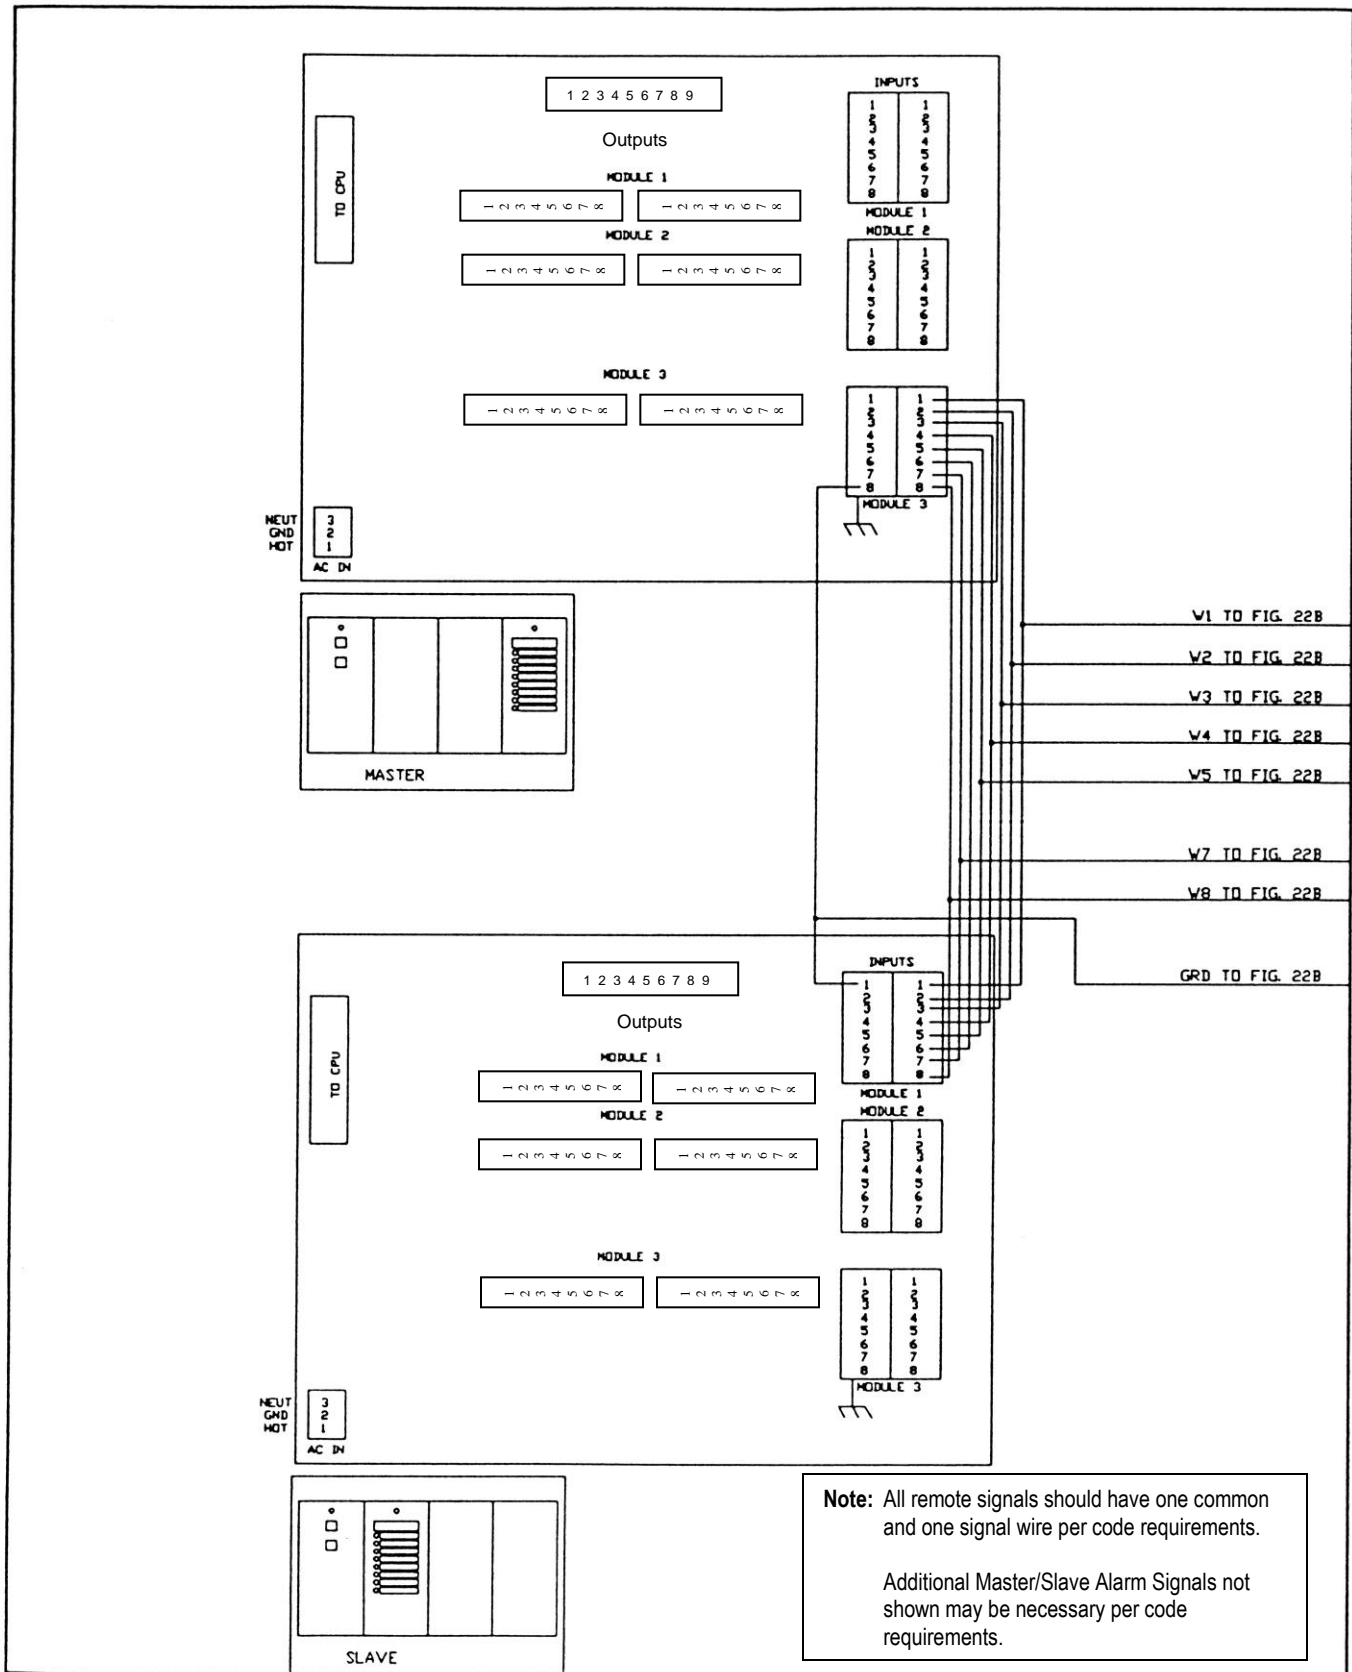 1 2 3 4 5 6 7 8 9
Outputs
TO CPU
MODULE 1
1 2 3 4 5 6 7 8 1 2 3 4 5 6 7 8
MODULE 2
1 2 3 4 5 6 7 8 1 2 3 4 5 6 7 8
MODULE 3
1 2 3 4 5 6 7 8 1 2 3 4 5 6 7 8
INPUTS
1 1
2 2
3 3
4 4
5 5
6 6
7 7
8 8
MODULE 1
MODULE 2
1 1
2 2
3 3
4 4
5 5
6 6
7 7
8 8
1 1
2 2
3 3
4 4
5 5
6 6
7 7
8 8
MODULE 3
NEUT 3
GND 2
HOT 1
AC IN
MASTER
W1 TO FIG. 22B
W2 TO FIG. 22B
W3 TO FIG. 22B
W4 TO FIG. 22B
W5 TO FIG. 22B
W7 TO FIG. 22B
W8 TO FIG. 22B
GRD TO FIG. 22B
1 2 3 4 5 6 7 8 9
Outputs
TO CPU
MODULE 1
1 2 3 4 5 6 7 8 1 2 3 4 5 6 7 8
MODULE 2
1 2 3 4 5 6 7 8 1 2 3 4 5 6 7 8
MODULE 3
1 2 3 4 5 6 7 8 1 2 3 4 5 6 7 8
INPUTS
1 1
2 2
3 3
4 4
5 5
6 6
7 7
8 8
MODULE 1
MODULE 2
1 1
2 2
3 3
4 4
5 5
6 6
7 7
8 8
1 1
2 2
3 3
4 4
5 5
6 6
7 7
8 8
MODULE 3
NEUT 3
GND 2
HOT 1
AC IN
SLAVE
Note: All remote signals should have one common
and one signal wire per code requirements.
Additional Master/Slave Alarm Signals not
shown may be necessary per code
requirements.